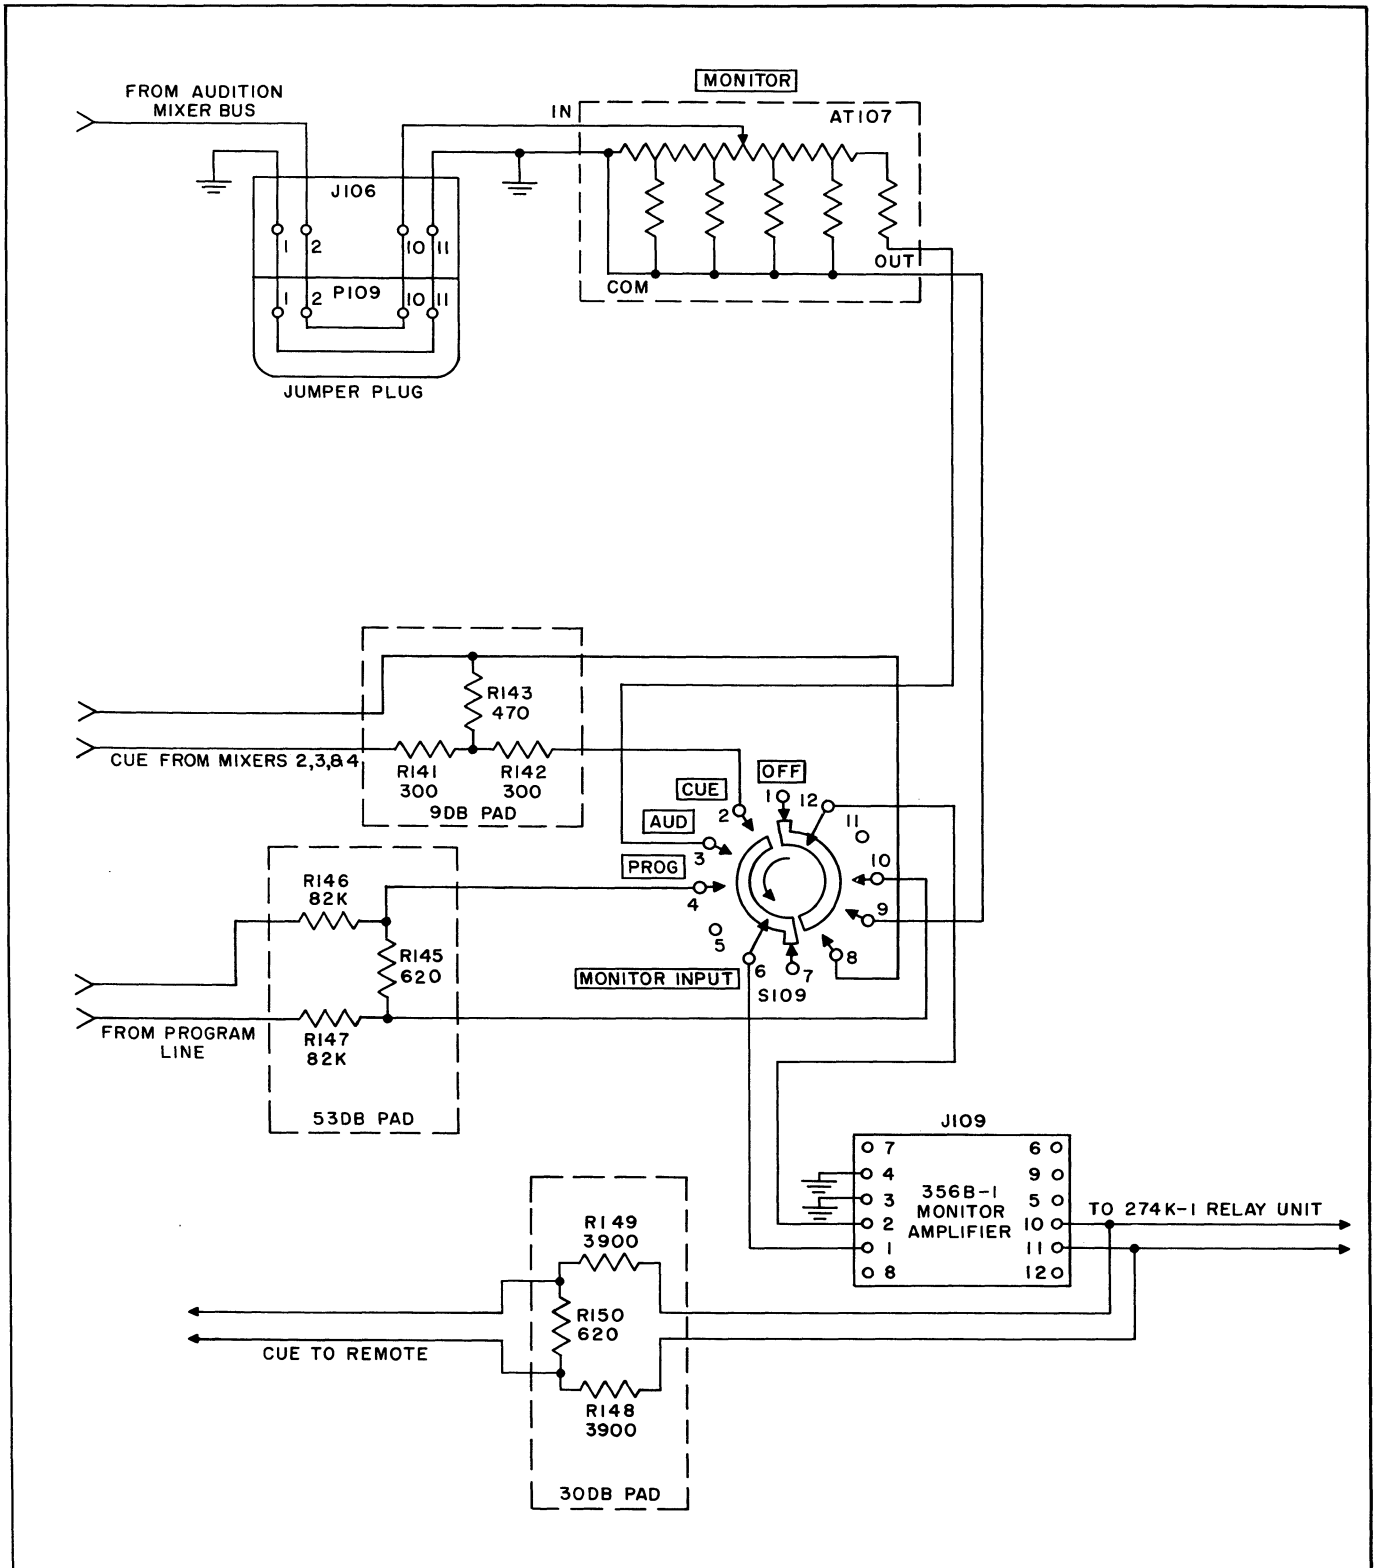 MONITOR
FROM AUDITION
MIXER BUS
IN
AT107
J106
1 2 10 11
P109
1 2 10 11
OUT
COM
JUMPER PLUG
R143
470
CUE FROM MIXERS 2,3,&4
R141
300
R142
300
9DB PAD
OFF
CUE
AUD
PROG
1
2
3
4
5
6
7
8
9
10
11
12
MONITOR INPUT
S109
R146
82K
R145
620
R147
82K
FROM PROGRAM
LINE
53DB PAD
J109
7
4
3
2
1
8
356B-1
MONITOR
AMPLIFIER
6
9
5
10
11
12
TO 274K-1 RELAY UNIT
R149
3900
R150
620
R148
3900
CUE TO REMOTE
30DB PAD